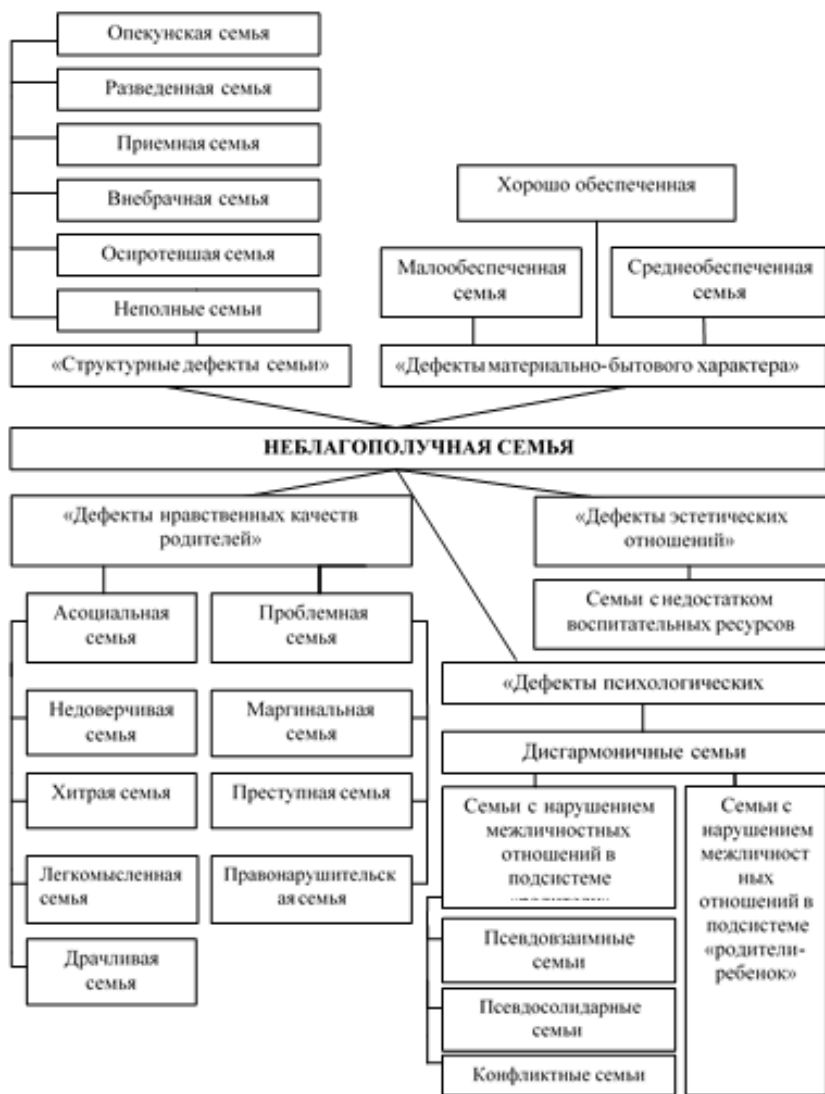 Опекунская семья
Разведенная семья
Приемная семья
Внебрачная семья
Осиротевшая семья
Неполные семьи
«Структурные дефекты семьи»
Хорошо обеспеченная
Малообеспеченная
семья
Среднеобеспеченная
семья
«Дефекты материально-бытового характера»
НЕБЛАГОПОЛУЧНАЯ СЕМЬЯ
«Дефекты нравственных качеств
родителей»
Асоциальная
семья
Недоверчивая
семья
Хитрая семья
Легкомысленная
семья
Драчливая
семья
Проблемная
семья
Маргинальная
семья
Преступная семья
Правонарушительск
ая семья
«Дефекты эстетических
отношений»
Семьи с недостатком
воспитательных ресурсов
«Дефекты психологических
Дисгармоничные семьи
Семьи с нарушением
межличностных
отношений в
подсистеме
Псевдовзаимные
семьи
Псевдосолидарные
семьи
Конфликтные семьи
Семьи с
нарушением
межличност
ных
отношений в
подсистеме
«родители-
ребенок»